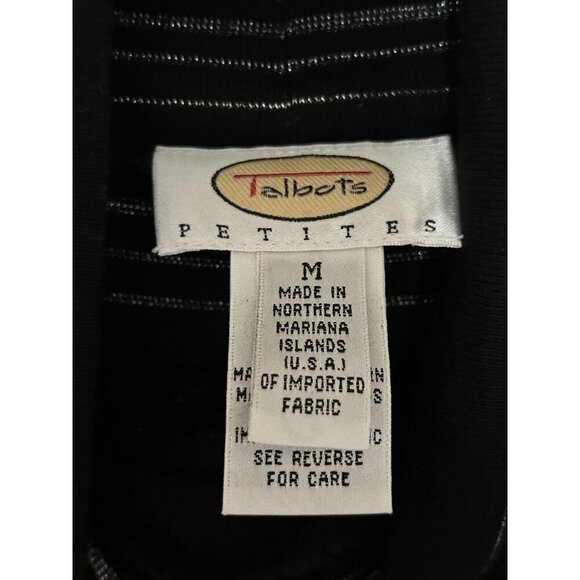 Talbots
PETITES
M
MADE IN
NORTHERN
MARIANA
ISLANDS
(U.S.A.)
OF IMPORTED
FABRIC
SEE REVERSE
FOR CARE